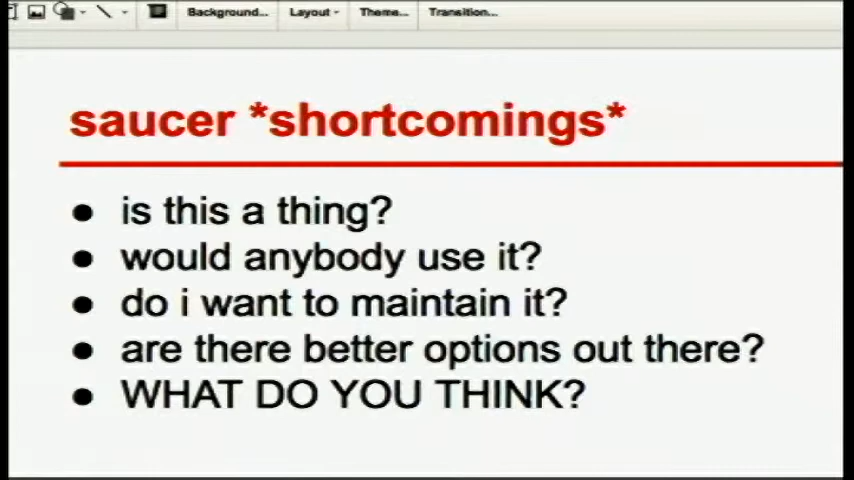 Background... Layout Theme... Transition...
saucer *shortcomings*
is this a thing?
would anybody use it?
do i want to maintain it?
are there better options out there?
WHAT DO YOU THINK?